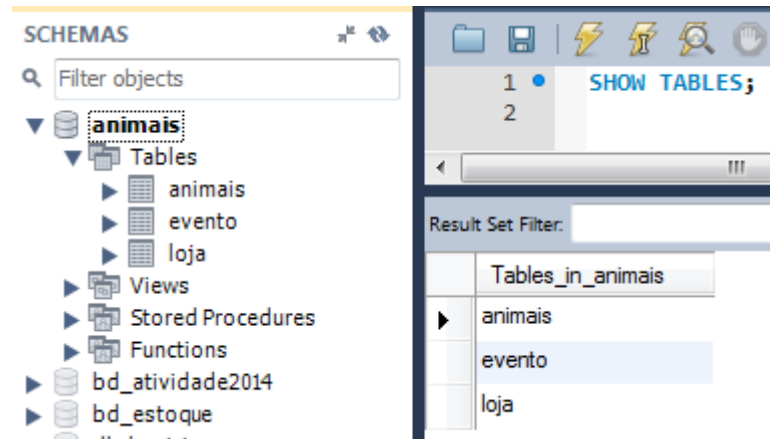 SCHEMAS
Filter objects
animais
Tables
animais
evento
loja
Views
Stored Procedures
Functions
bd_atividade2014
bd_estoque
1 SHOW TABLES;
2
Result Set Filter:
Tables_in_animais
animais
evento
loja